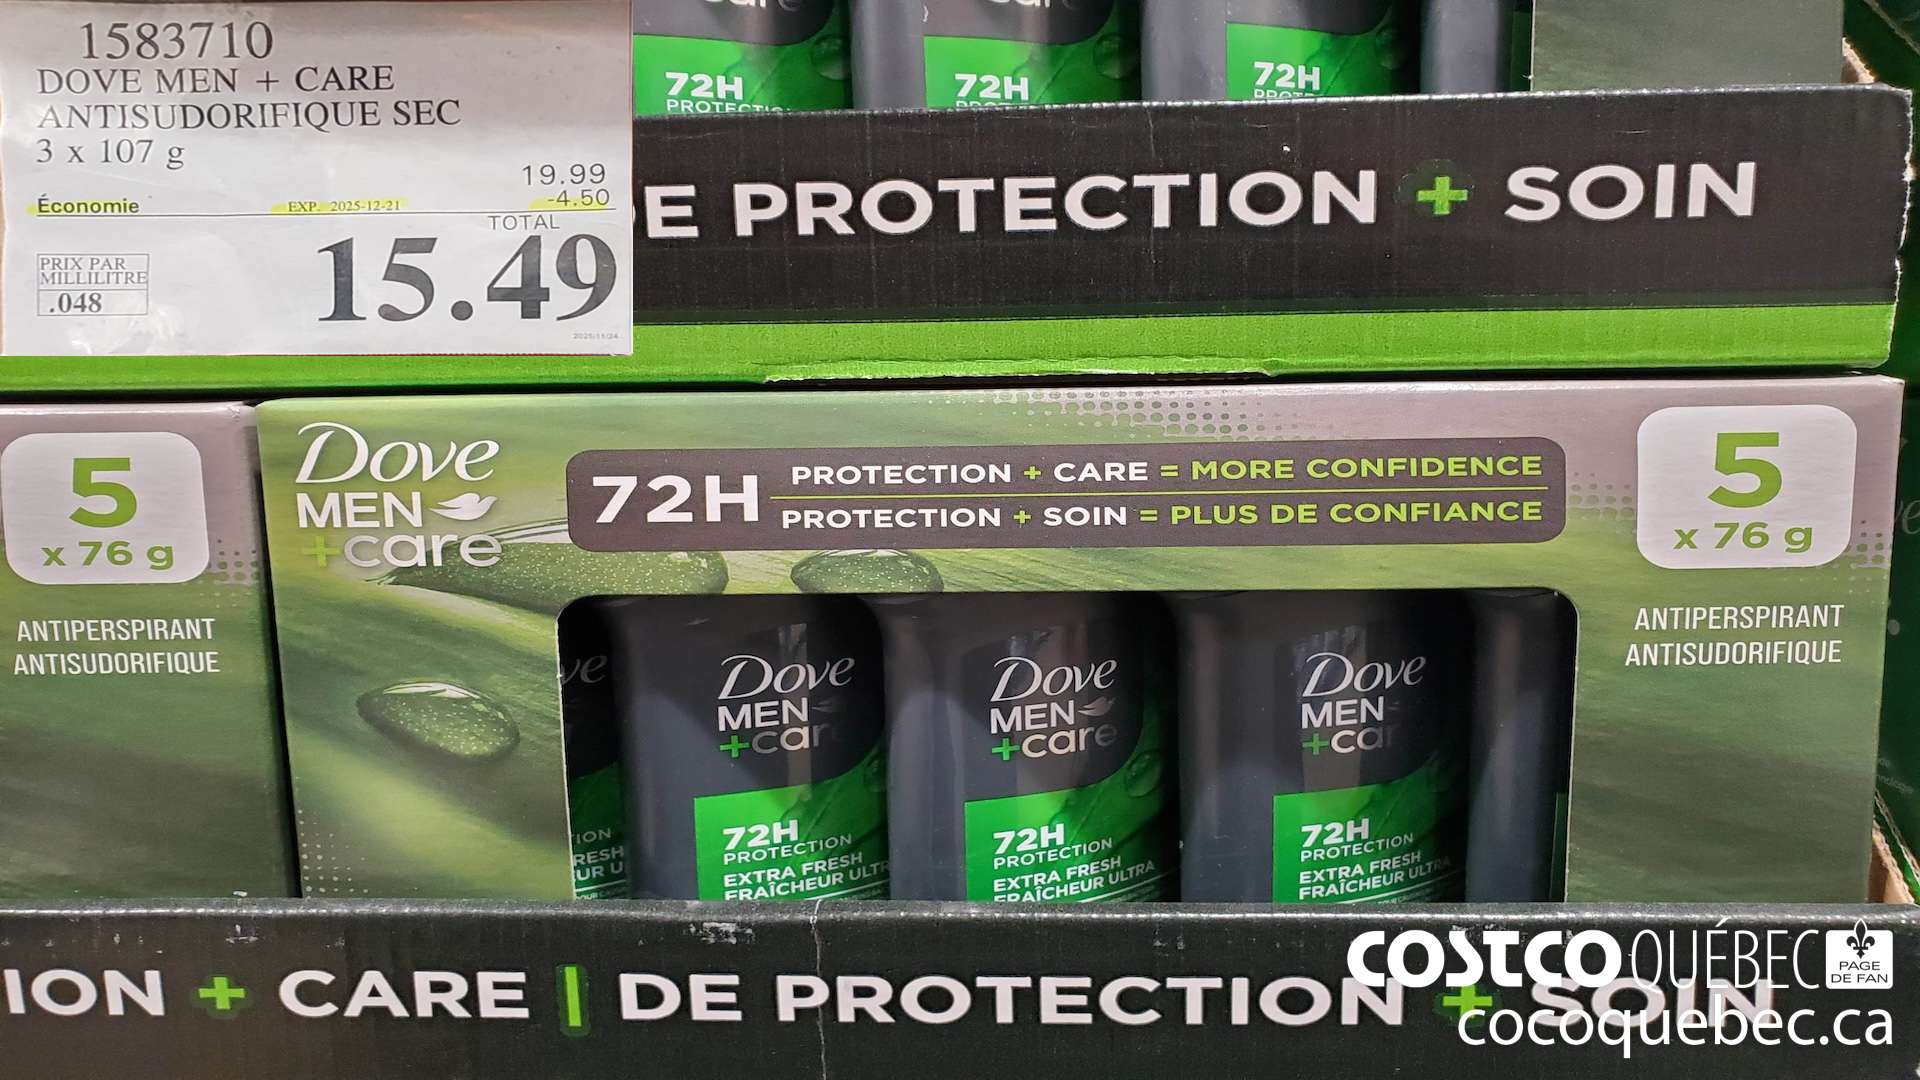 1583710
DOVE MEN + CARE
ANTISUDORIFIQUE SEC
3 x 107 g
19.99
Économie EXP. 2025-12-21 -4.50
TOTAL
PRIX PAR
MILLILITRE
.048
15.49
2025/11/24
care
72H
PROTECTION
72H
72H
DE PROTECTION + SOIN
5
x 76 g
ANTIPERSPIRANT
ANTISUDORIFIQUE
Dove
MEN
+care
72H
PROTECTION + CARE = MORE CONFIDENCE
PROTECTION + SOIN = PLUS DE CONFIANCE
5
x 76 g
ANTIPERSPIRANT
ANTISUDORIFIQUE
Dove
MEN
+car
72H
PROTECTION
EXTRA FRESH
FRAÎCHEUR ULTR
Dove
MEN
+care
72H
PROTECTION
EXTRA FRESH
FRAÎCHEUR ULTRA
Dove
MEN
+ca
72H
PROTECTION
EXTRA FRESH
FRAÎCHEUR ULTRA
ION + CARE | DE PROTECTION + SOIN
COSTCO QUÉBEC
PAGE
DE FAN
cocoquebec.ca